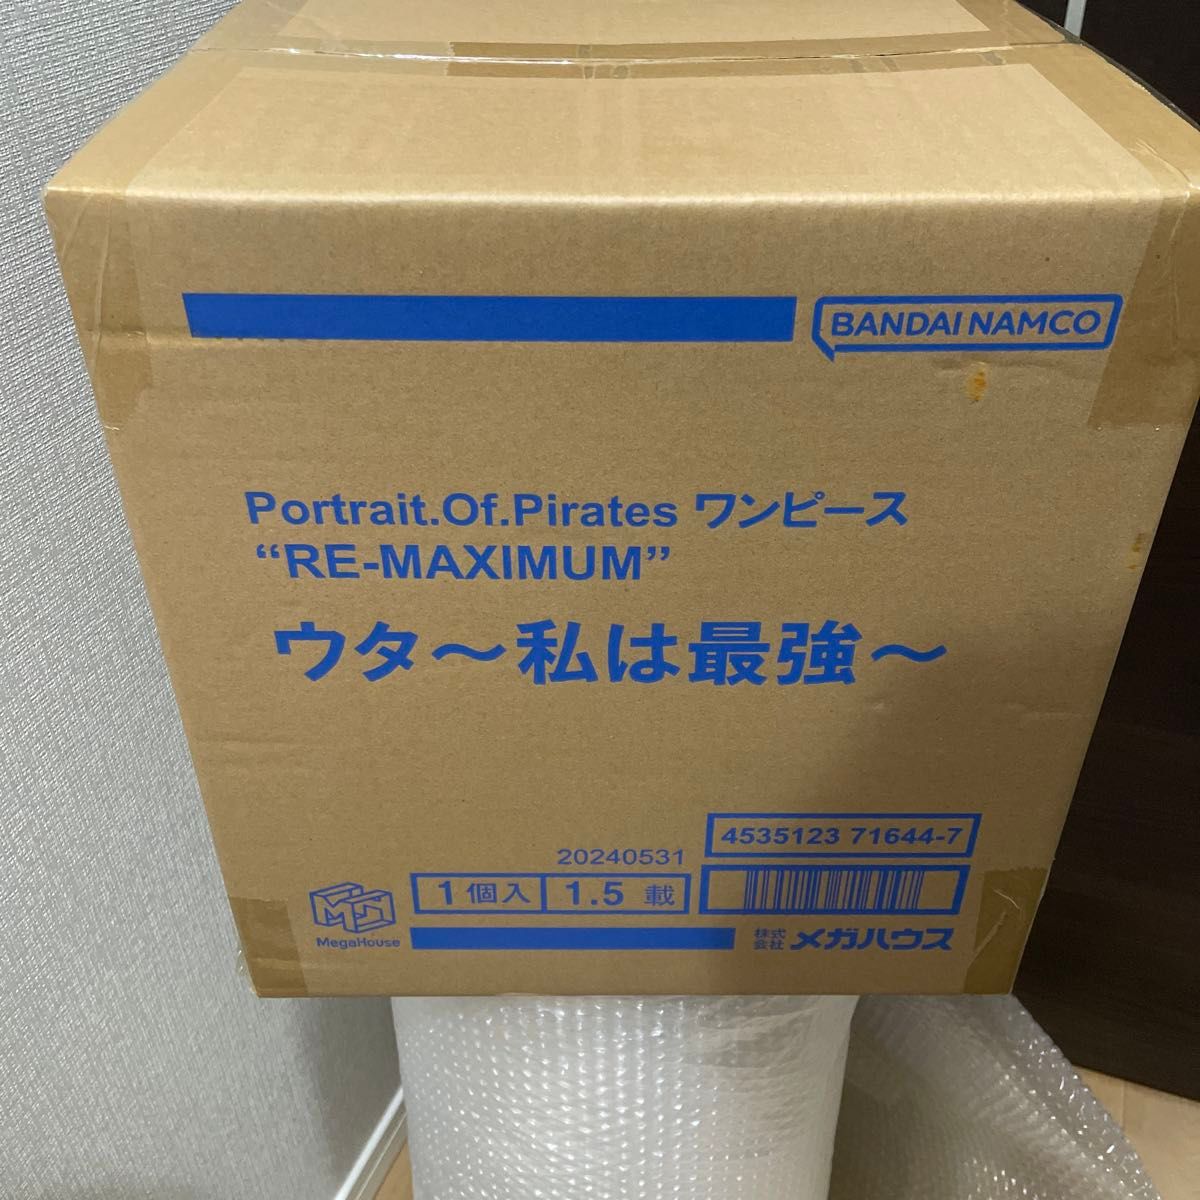 BANDAI NAMCO
Portrait.Of.Pirates ワンピース
“RE-MAXIMUM”
ウタ～私は最強～
4535123 71644-7
20240531
1個入 1.5 載
MegaHouse
株式会社 メガハウス